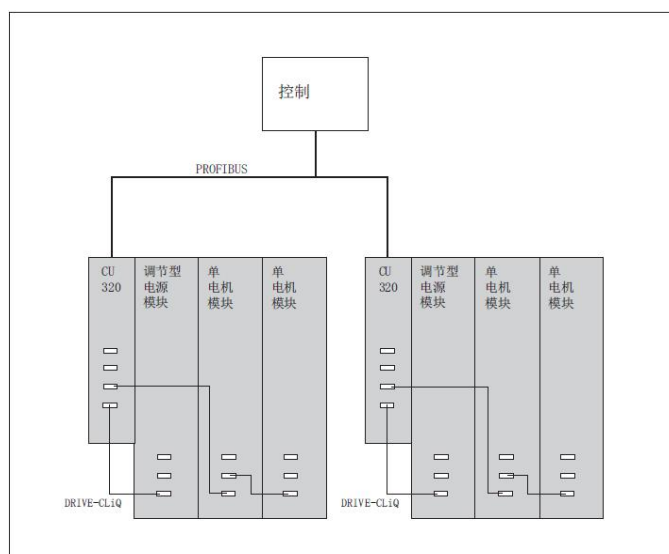 控制
PROFIBUS
CU
320
调节型
电源
模块
单
电机
模块
单
电机
模块
CU
320
调节型
电源
模块
单
电机
模块
单
电机
模块
DRIVE-CLiQ
DRIVE-CLiQ